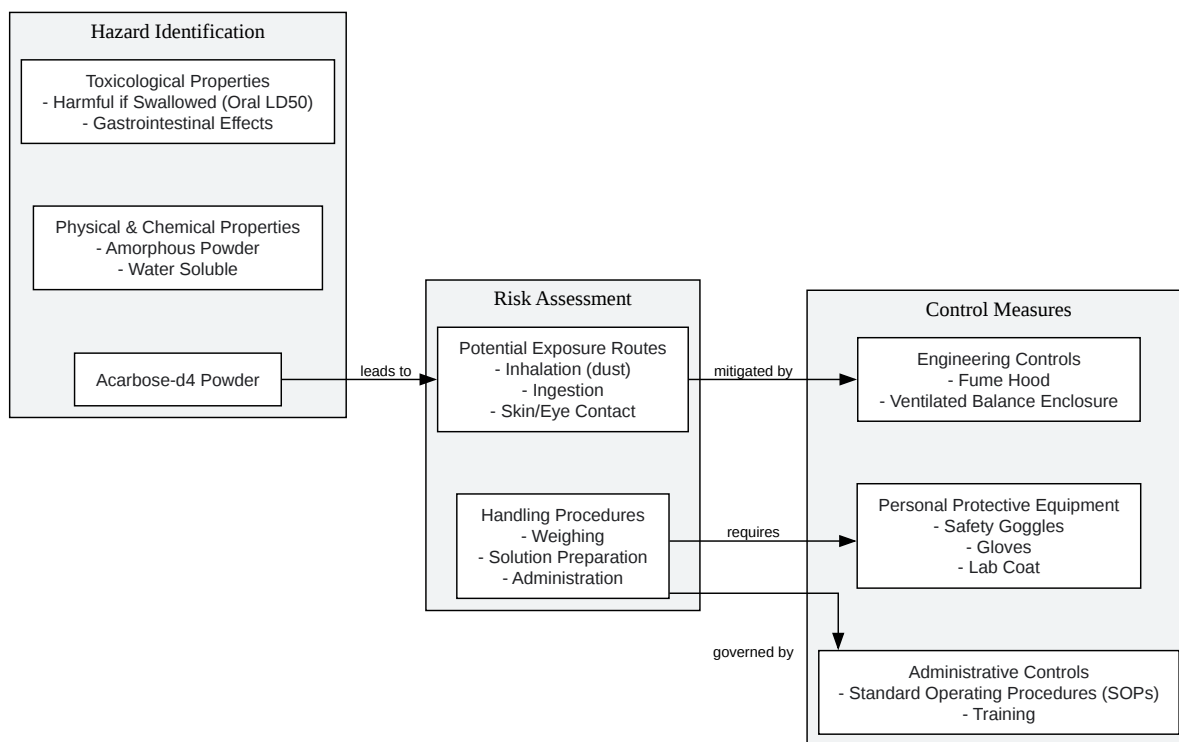 Hazard Identification
Toxicological Properties
- Harmful if Swallowed (Oral LD50)
- Gastrointestinal Effects
Physical & Chemical Properties
- Amorphous Powder
- Water Soluble
Acarbose-d4 Powder
leads to
Risk Assessment
Potential Exposure Routes
- Inhalation (dust)
- Ingestion
- Skin/Eye Contact
mitigated by
Handling Procedures
- Weighing
- Solution Preparation
- Administration
requires
governed by
Control Measures
Engineering Controls
- Fume Hood
- Ventilated Balance Enclosure
Personal Protective Equipment
- Safety Goggles
- Gloves
- Lab Coat
Administrative Controls
- Standard Operating Procedures (SOPs)
- Training